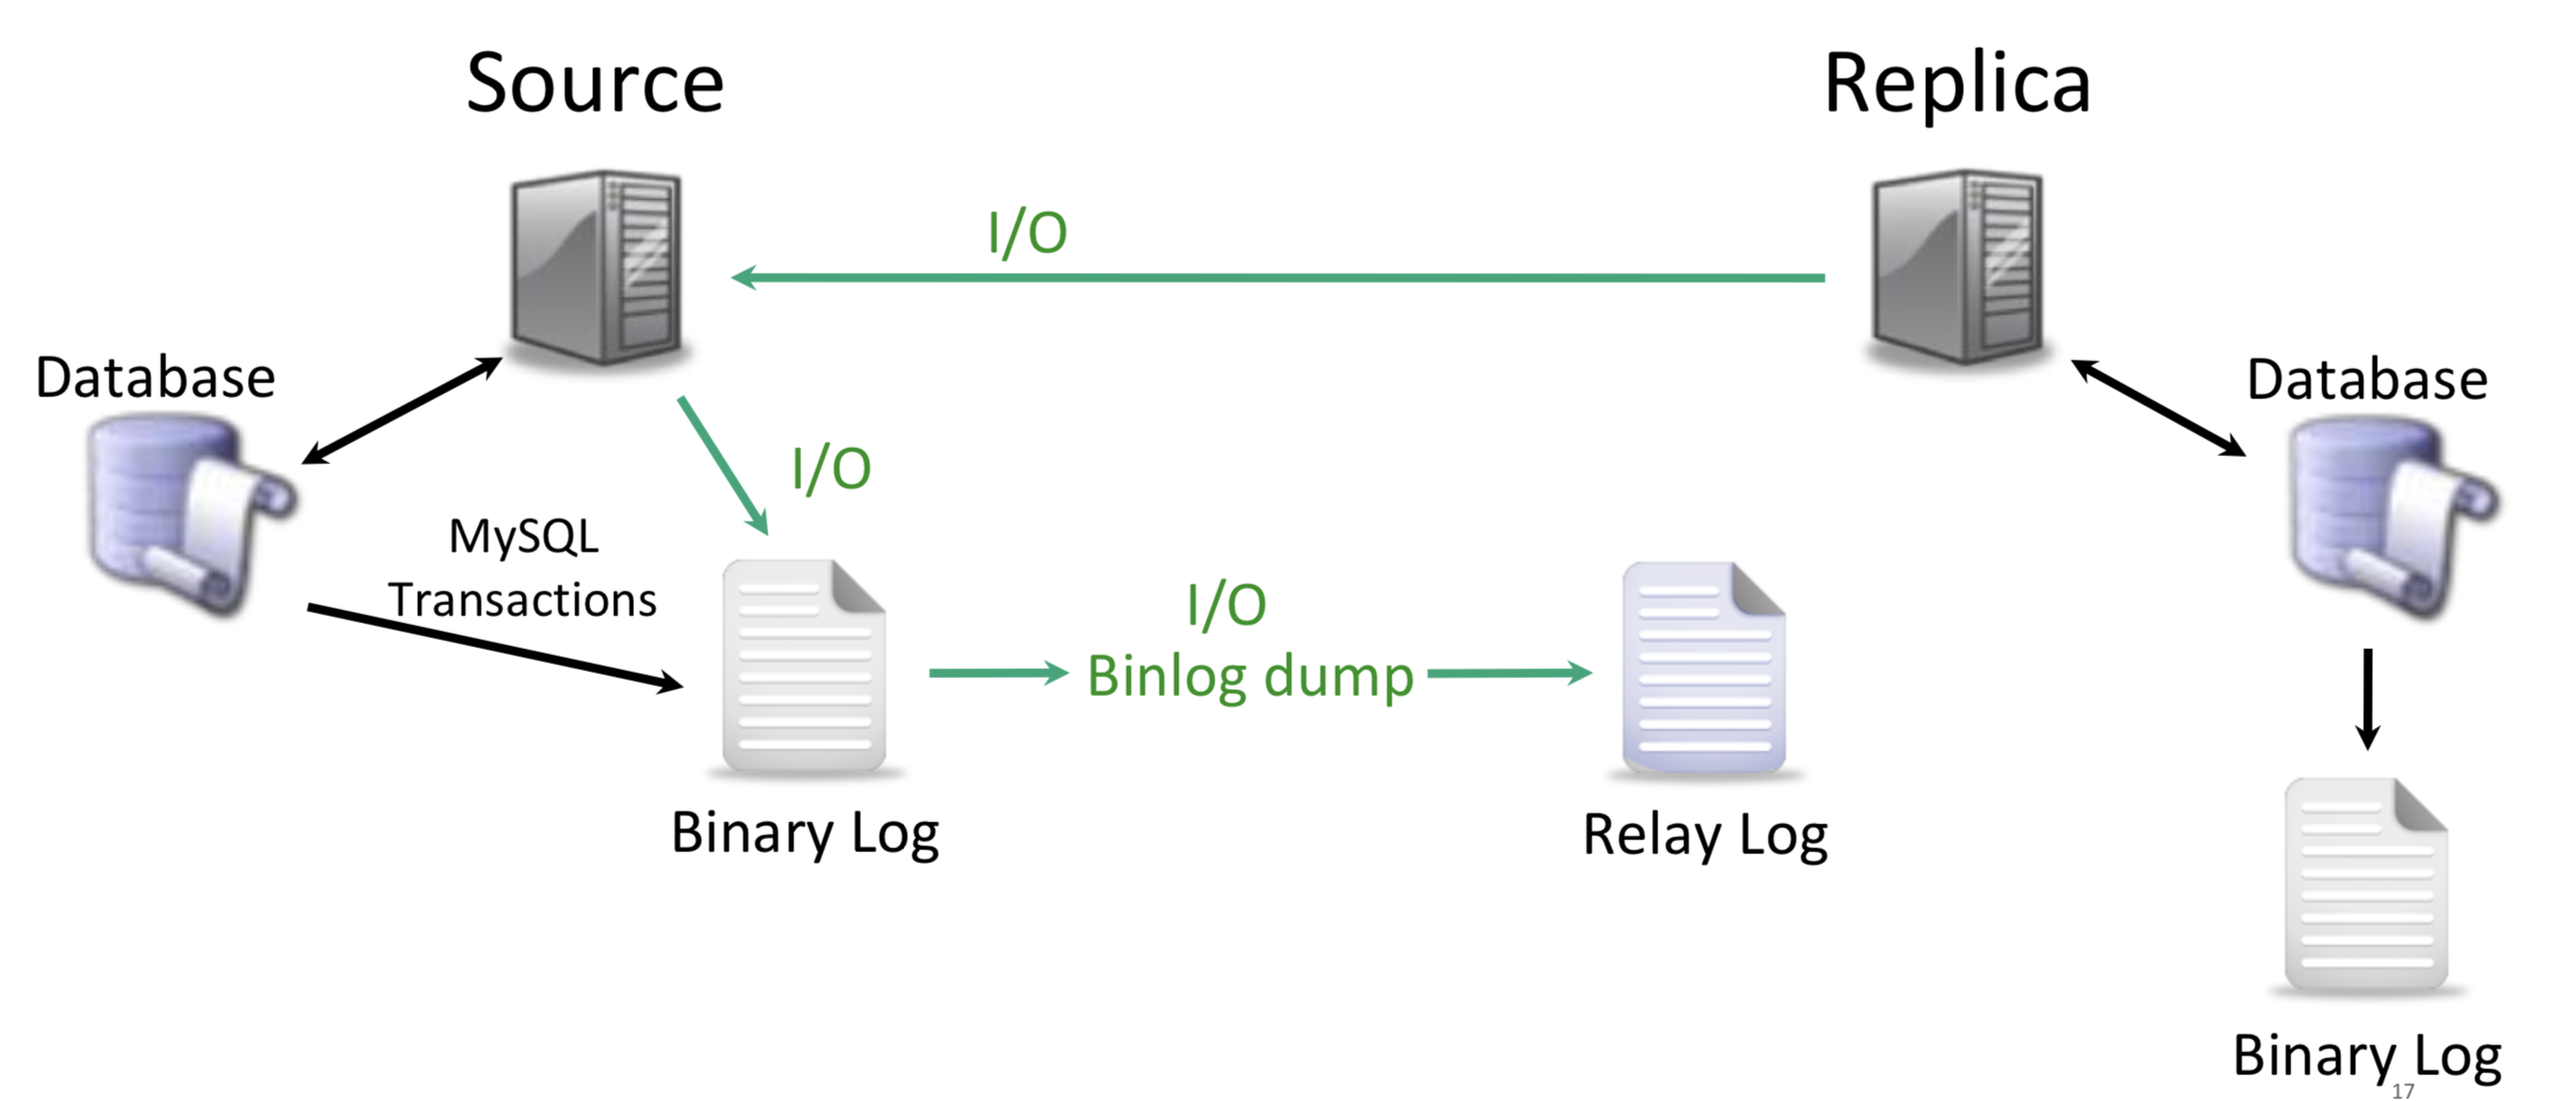 Source
Replica
I/O
Database
Database
I/O
MySQL
Transactions
I/O
Binlog dump
Binary Log
Relay Log
Binary Log
17